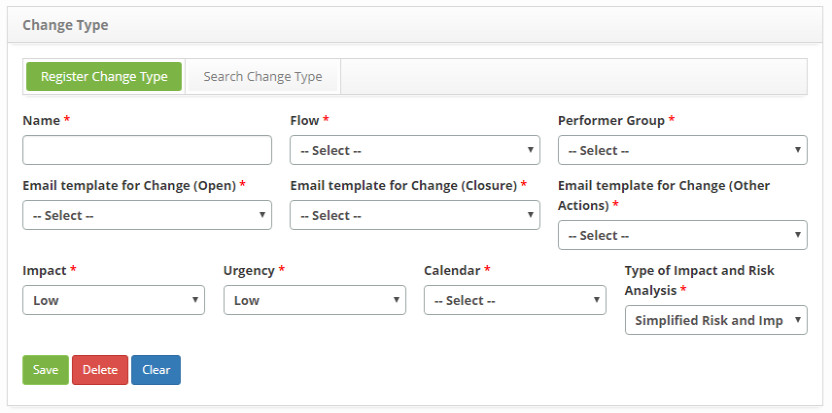 Change Type
Register Change Type
Search Change Type
Name *
Flow *
Performer Group *
-- Select --
-- Select --
Email template for Change (Open) *
Email template for Change (Closure) *
Email template for Change (Other
Actions) *
-- Select --
-- Select --
-- Select --
Impact *
Urgency *
Calendar *
Type of Impact and Risk
Analysis *
Low
Low
-- Select --
Simplified Risk and Imp
Save
Delete
Clear